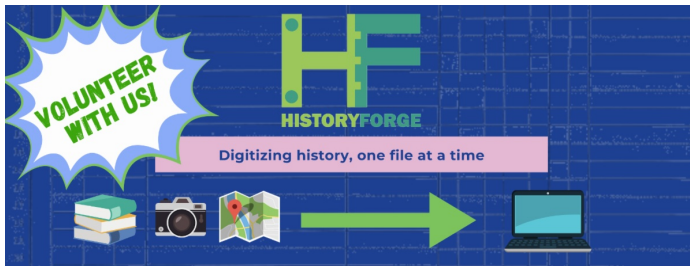 VOLUNTEER
WITH US!
HF
HISTORYFORGE
Digitizing history, one file at a time